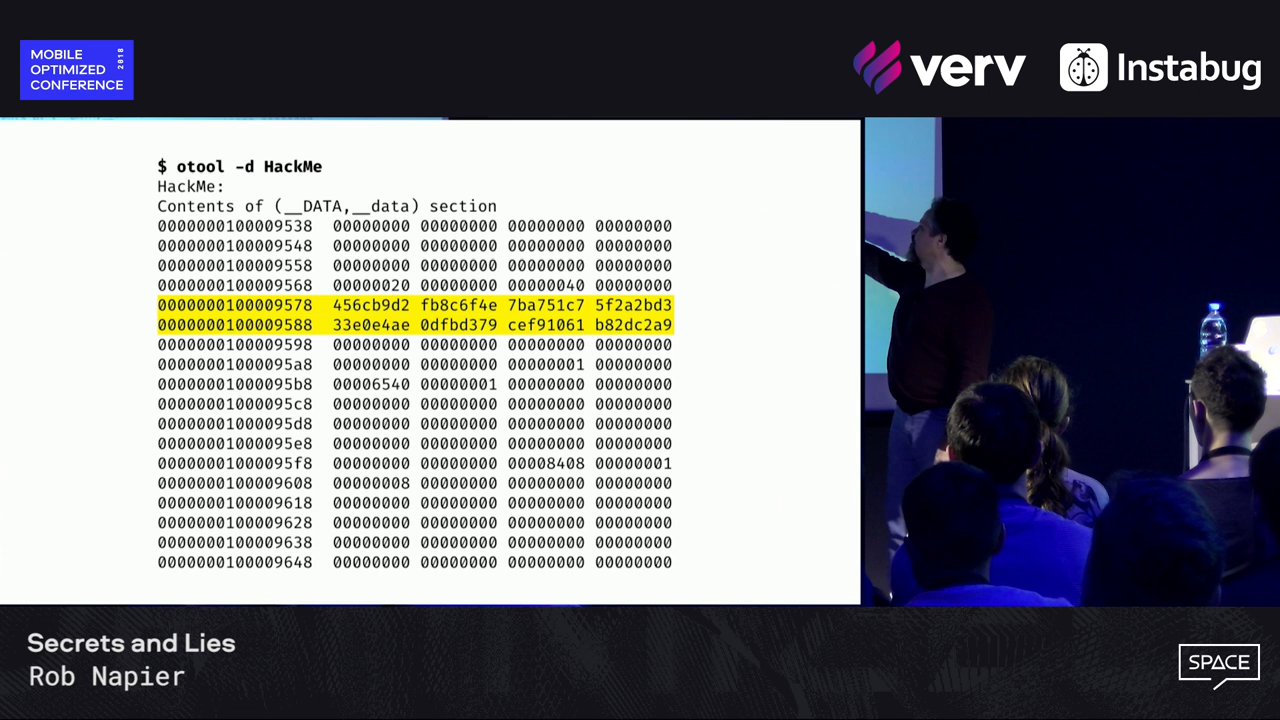 MOBILE
OPTIMIZED
CONFERENCE
2018
verv
Instabug
$ otool -d HackMe
HackMe:
Contents of (__DATA,__data) section
0000000100009538 00000000 00000000 00000000 00000000
0000000100009548 00000000 00000000 00000000 00000000
0000000100009558 00000000 00000000 00000000 00000000
0000000100009568 00000020 00000000 00000040 00000000
0000000100009578 456cb9d2 fb8c6f4e 7ba751c7 5f2a2bd3
0000000100009588 33e0e4ae 0dfbd379 cef91061 b82dc2a9
0000000100009598 00000000 00000000 00000000 00000000
00000001000095a8 00000000 00000000 00000001 00000000
00000001000095b8 00006540 00000001 00000000 00000000
00000001000095c8 00000000 00000000 00000000 00000000
00000001000095d8 00000000 00000000 00000000 00000000
00000001000095e8 00000000 00000000 00000000 00000000
00000001000095f8 00000000 00000000 00008408 00000001
0000000100009608 00000008 00000000 00000000 00000000
0000000100009618 00000000 00000000 00000000 00000000
0000000100009628 00000000 00000000 00000000 00000000
0000000100009638 00000000 00000000 00000000 00000000
0000000100009648 00000000 00000000 00000000 00000000
Secrets and Lies
Rob Napier
SPACE